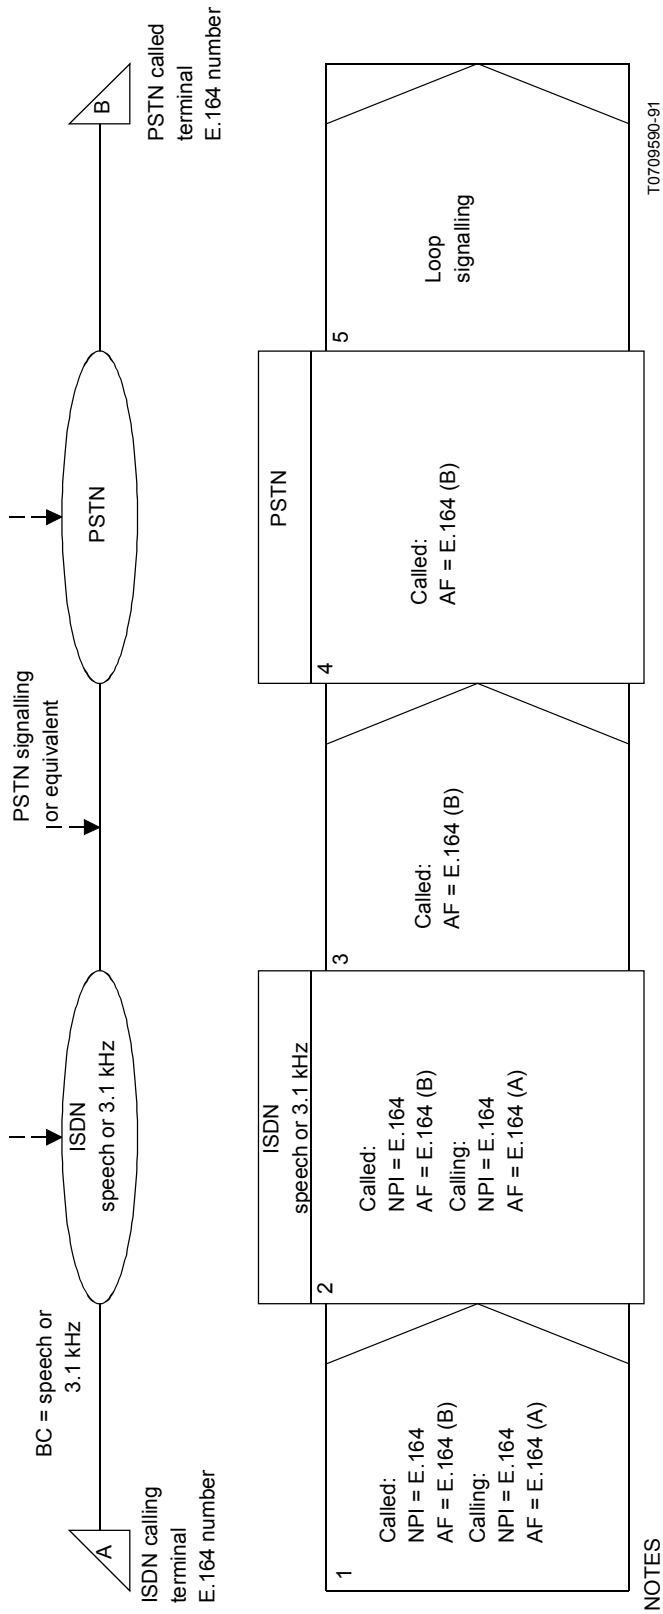 A
ISDN calling
terminal
E.164 number
BC = speech or
3.1 kHz
ISDN
speech or 3.1 kHz
PSTN signalling
or equivalent
PSTN
B
PSTN called
terminal
E.164 number
1
Called:
NPI = E.164
AF = E.164 (B)
Calling:
NPI = E.164
AF = E.164 (A)
ISDN
speech or 3.1 kHz
2
Called:
NPI = E.164
AF = E.164 (B)
Calling:
NPI = E.164
AF = E.164 (A)
3
Called:
AF = E.164 (B)
PSTN
4
Called:
AF = E.164 (B)
5
Loop
signalling
T0709590-91
NOTES